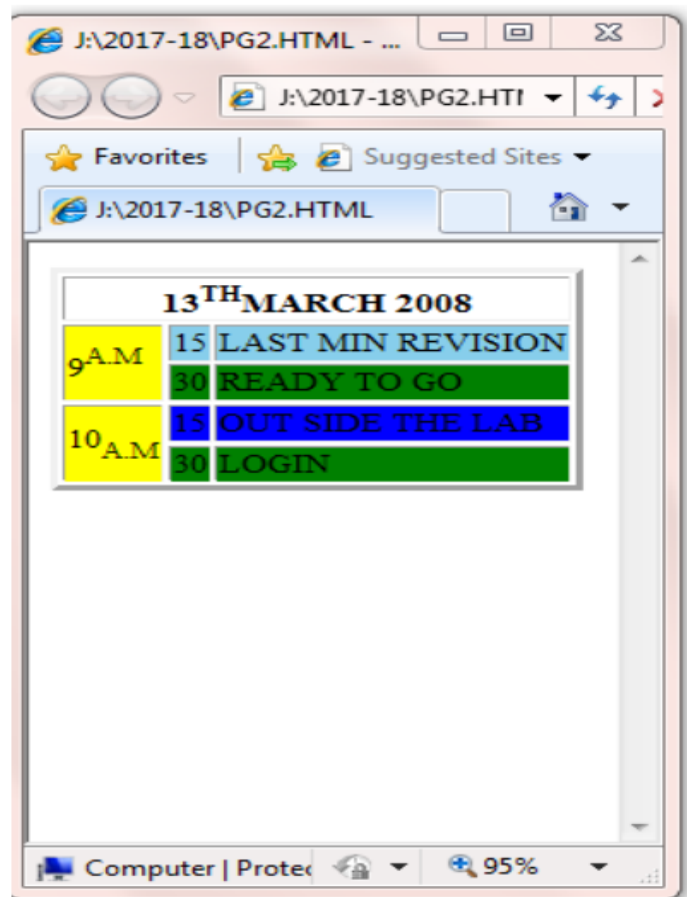 J:\2017-18\PG2.HTML - ...
J:\2017-18\PG2.HTI
Favorites Suggested Sites
J:\2017-18\PG2.HTML
13THMARCH 2008
9A.M 15 LAST MIN REVISION
30 READY TO GO
10A.M 15 OUT SIDE THE LAB
30 LOGIN
Computer | Protec 95%